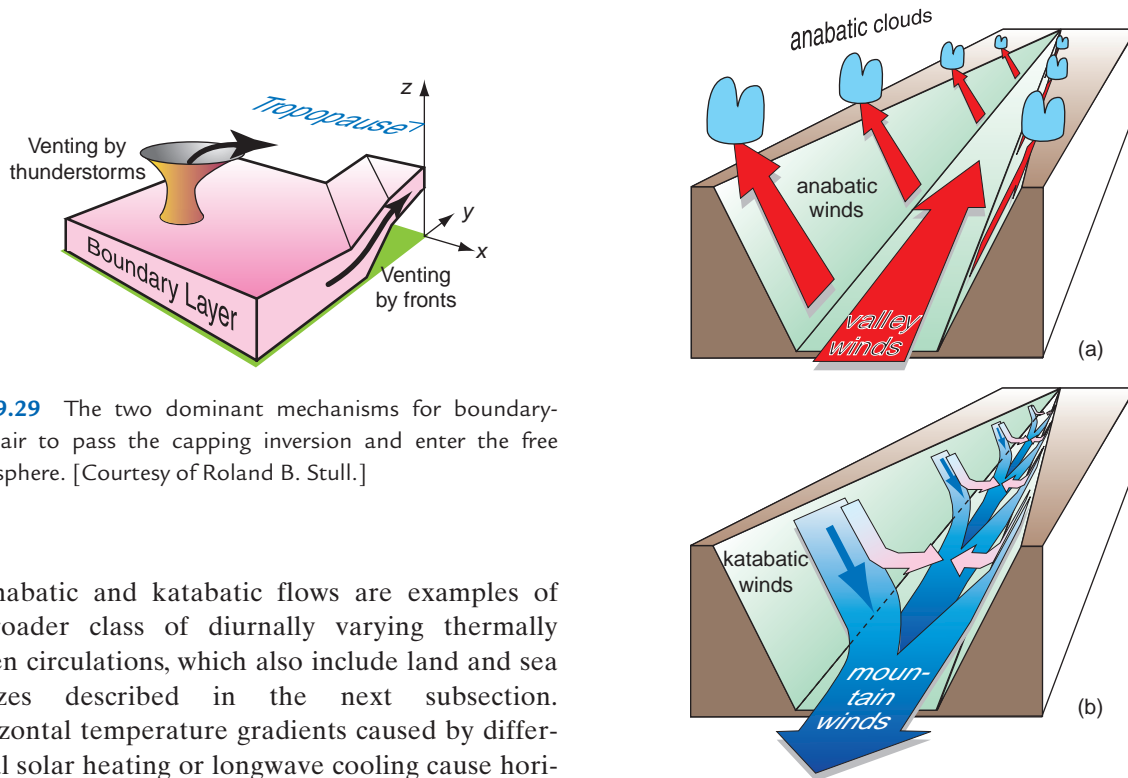 z
Tropopause
Venting by
thunderstorms
y
x
Boundary Layer
Venting
by fronts
9.29 The two dominant mechanisms for boundary-
air to pass the capping inversion and enter the free
sphere. [Courtesy of Roland B. Stull.]
nabatic and katabatic flows are examples of
roader class of diurnally varying thermally
en circulations, which also include land and sea
zes described in the next subsection.
zontal temperature gradients caused by differ-
al solar heating or longwave cooling cause hori-
anabatic clouds
anabatic
winds
valley
winds
(a)
katabatic
winds
moun-
tain
winds
(b)